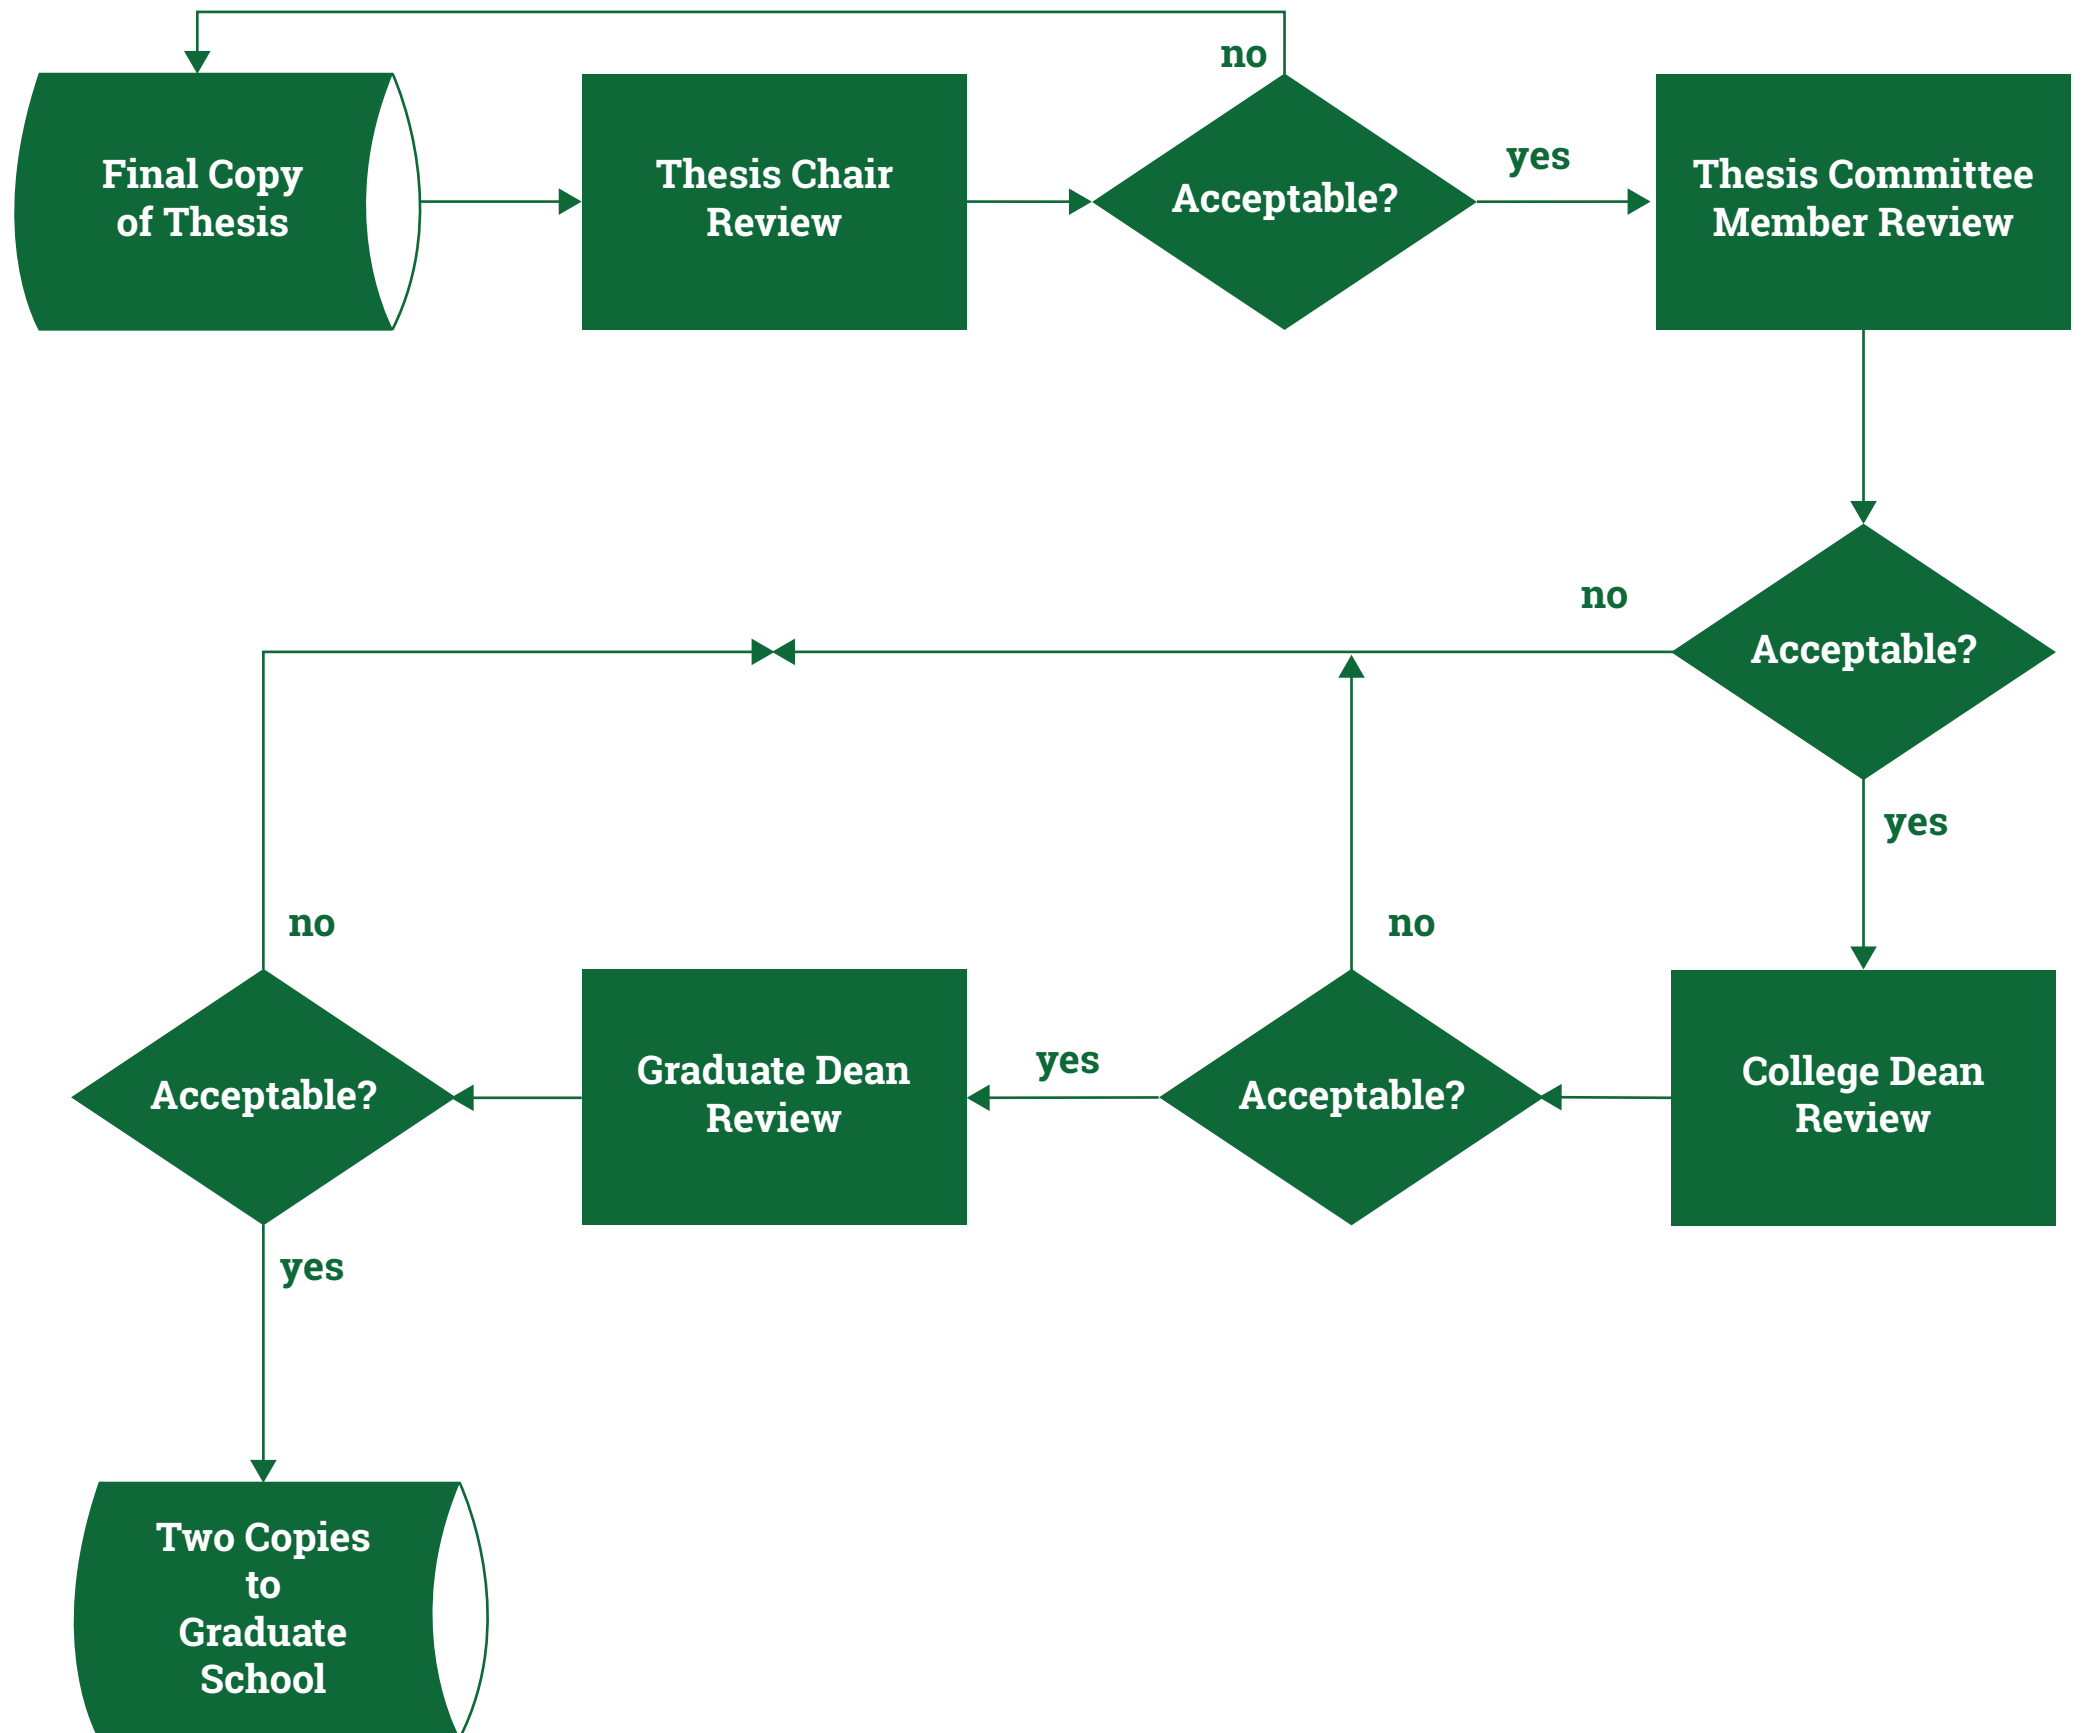 no
Final Copy
of Thesis
Thesis Chair
Review
Acceptable?
yes
Thesis Committee
Member Review
no
Acceptable?
yes
no
no
Acceptable?
Graduate Dean
Review
yes
Acceptable?
College Dean
Review
yes
Two Copies
to
Graduate
School